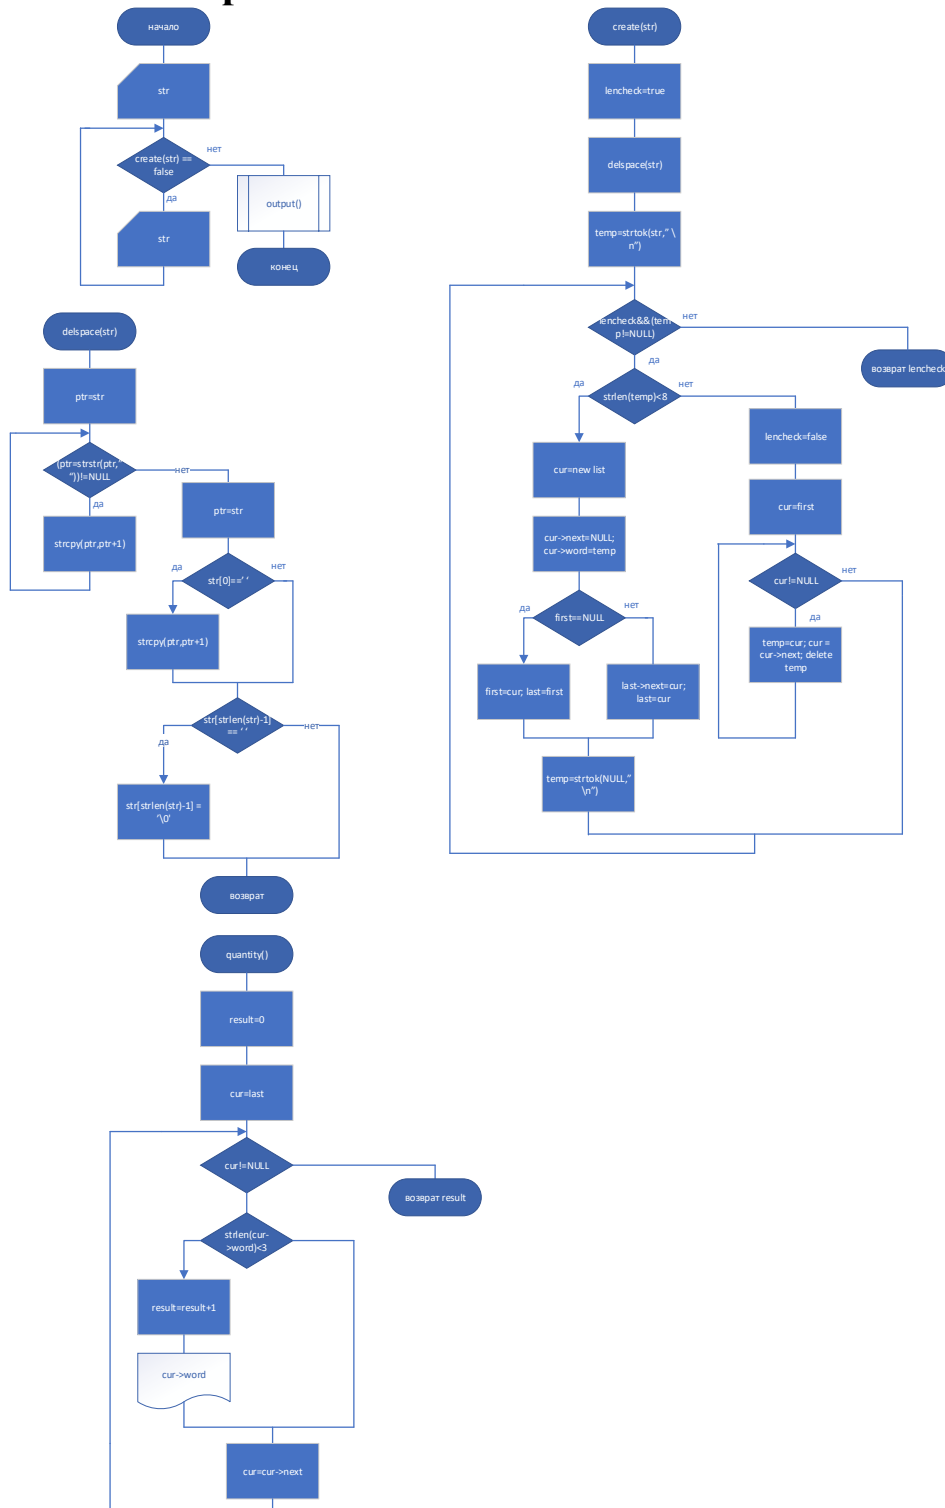 начало
str
create(str) ==
false
нет
да
str
output()
конец
delspace(str)
ptr=str
(ptr=strstr(ptr,"
"))!=NULL
нет
да
strcpy(ptr,ptr+1)
ptr=str
str[0]==' '
да
нет
strcpy(ptr,ptr+1)
str[strlen(str)-1]
== ' '
да
нет
str[strlen(str)-1] =
'\0'
возврат
create(str)
lencheck=true
delspace(str)
temp=strtok(str," \
n")
lencheck&&(tem
p!=NULL)
нет
да
возврат lencheck
strlen(temp)<8
да
нет
cur=new list
cur->next=NULL;
cur->word=temp
first==NULL
да
нет
first=cur; last=first
last->next=cur;
last=cur
temp=strtok(NULL,"
\n")
lencheck=false
cur=first
cur!=NULL
нет
да
temp=cur; cur =
cur->next; delete
temp
quantity()
result=0
cur=last
cur!=NULL
возврат result
strlen(cur-
>word)<3
result=result+1
cur->word
cur=cur->next